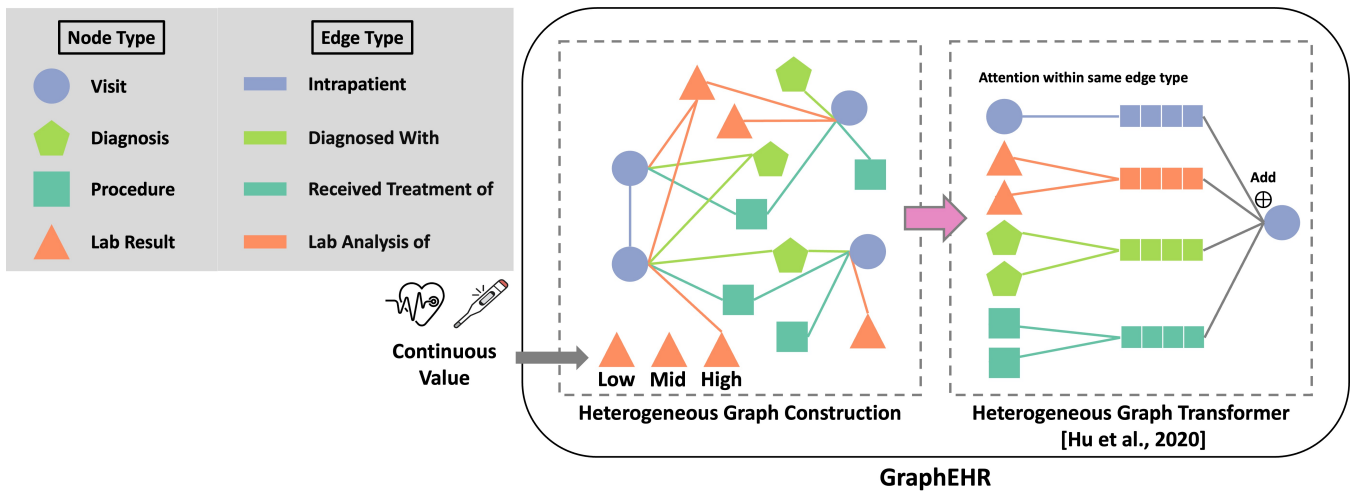 Node Type
Edge Type
Visit
Intrapatient
Diagnosis
Diagnosed With
Procedure
Received Treatment of
Lab Result
Lab Analysis of
Continuous
Value
Low
Mid
High
Heterogeneous Graph Construction
Attention within same edge type
Add
Heterogeneous Graph Transformer
[Hu et al., 2020]
GraphEHR